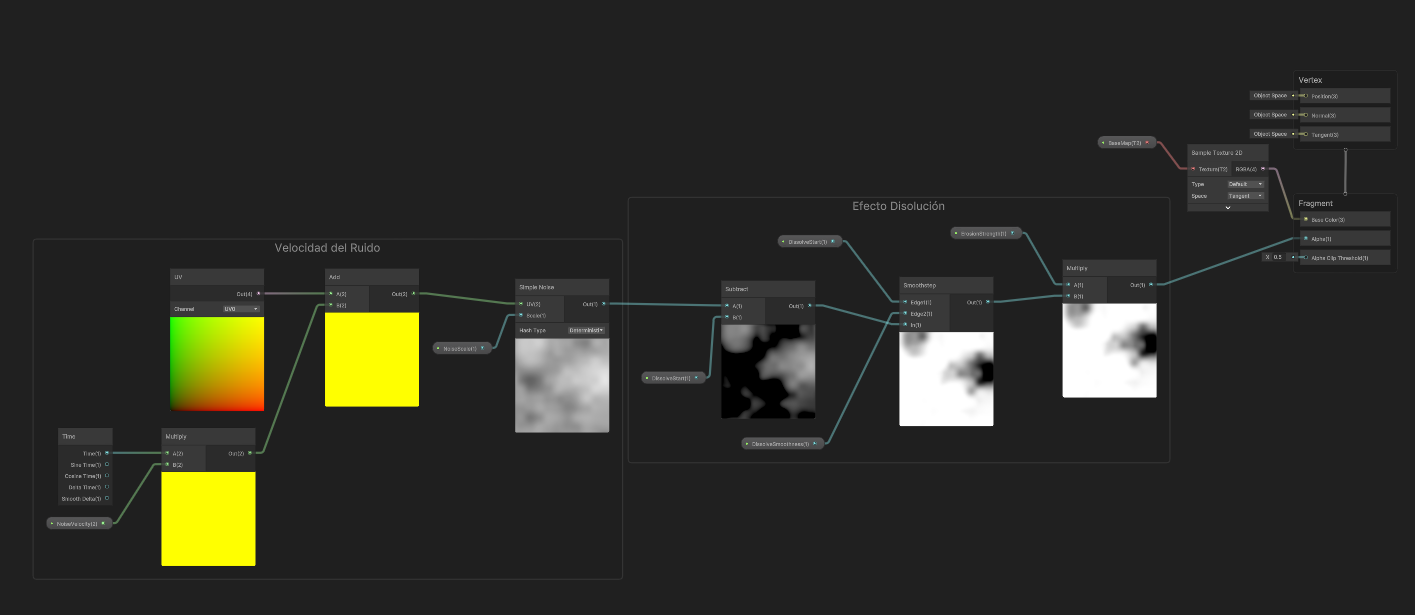 Vertex
Object Space
Position(3)
Object Space
Normal(3)
Object Space
Tangent(3)
BaseMap(T2)
Sample Texture 2D
Texture(T2)
RGBA(4)
Type
Default
Space
Tangent
Fragment
Base Color(3)
Alpha(1)
X 0.5
Alpha Clip Threshold(1)
Efecto Disolución
DissolveStart(1)
ErosionStrength(1)
Multiply
A(1)
Out(1)
B(1)
Subtract
A(1)
Out(1)
B(1)
Smoothstep
Edge1(1)
Out(1)
Edge2(1)
In(1)
DissolveStart(1)
DissolveSmoothness(1)
Velocidad del Ruido
UV
Out(4)
Channel
UV0
Add
A(2)
Out(2)
B(2)
Simple Noise
UV(2)
Out(1)
Scale(1)
Hash Type
Deterministi
NoiseScale(1)
Time
Time(1)
Sine Time(1)
Cosine Time(1)
Delta Time(1)
Smooth Delta(1)
Multiply
A(2)
Out(2)
B(2)
NoiseVelocity(2)